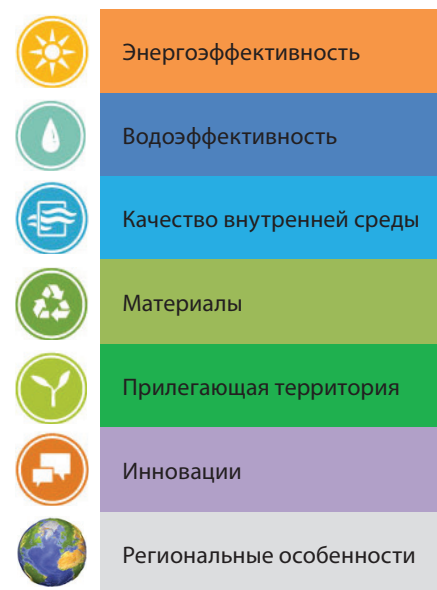 Энергоэффективность
Водоэффективность
Качество внутренней среды
Материалы
Прилегающая территория
Инновации
Региональные особенности